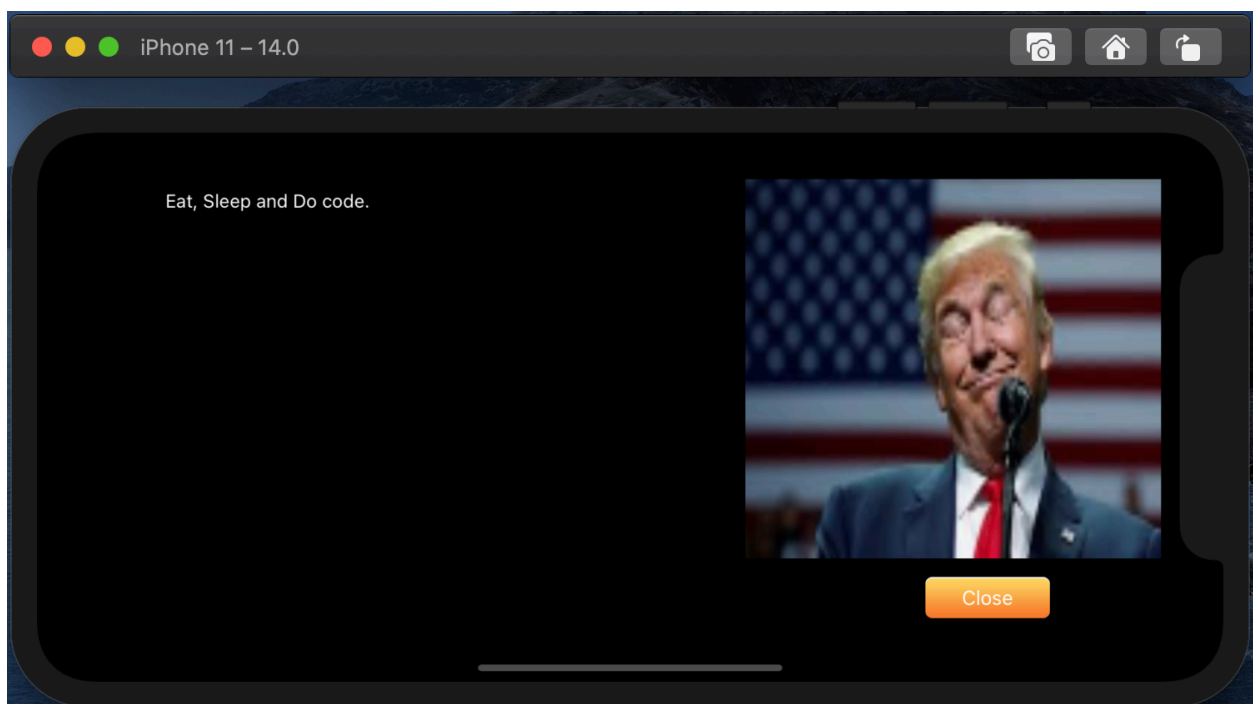 iPhone 11 – 14.0
Eat, Sleep and Do code.
Close